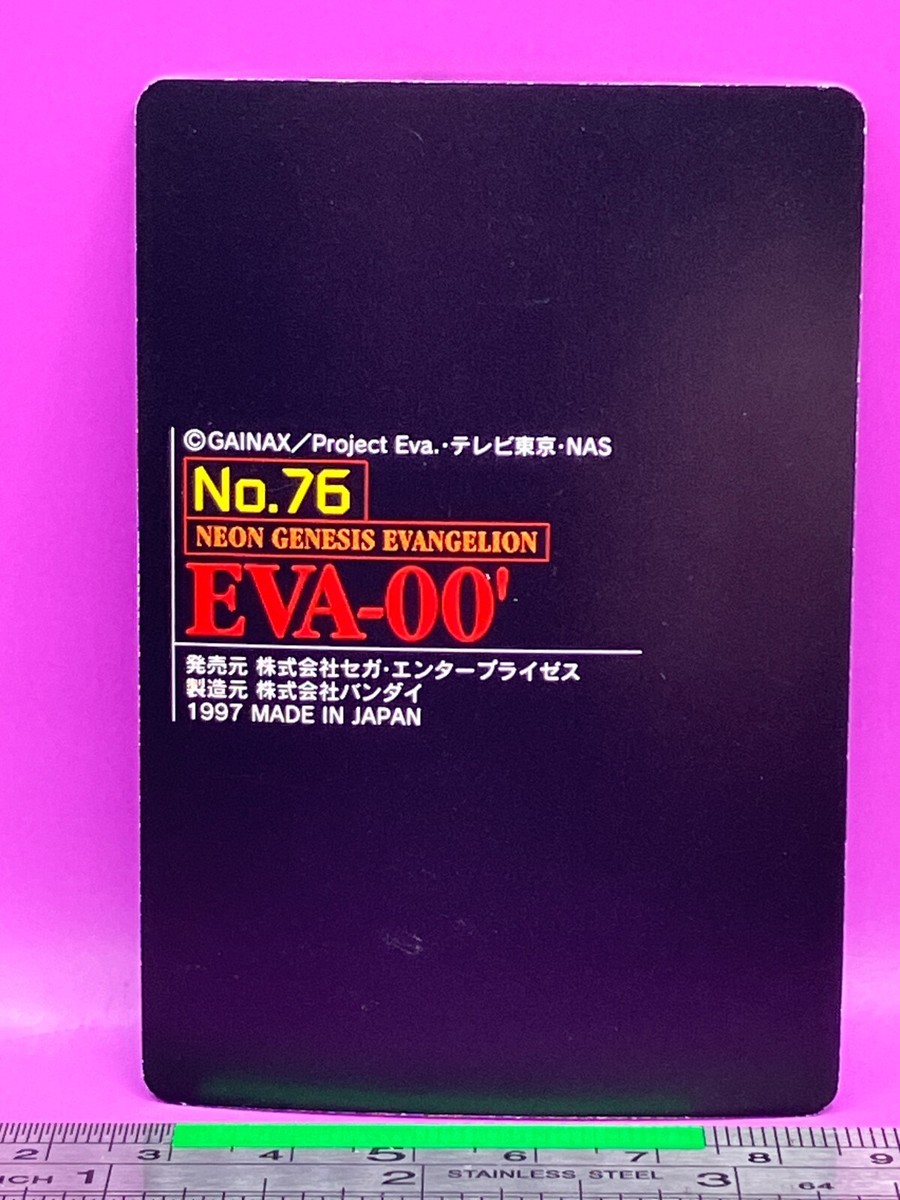 ©GAINAX/Project Eva.・テレビ東京・NAS
No.76
NEON GENESIS EVANGELION
EVA-00'
発売元 株式会社セガ・エンタープライゼス
製造元 株式会社バンダイ
1997 MADE IN JAPAN
2 3 4 5 6 7 8 9
NCH 1 2 STAINLESS STEEL 3 64